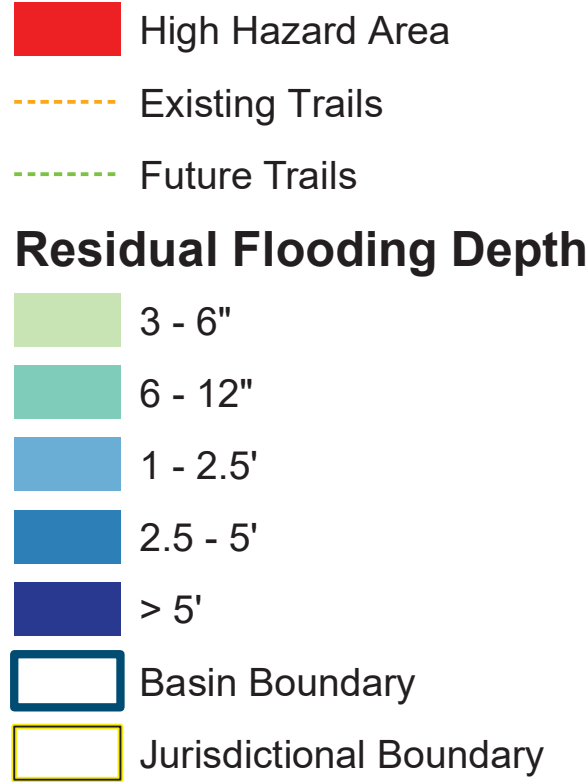 High Hazard Area
Existing Trails
Future Trails
Residual Flooding Depth
3 - 6"
6 - 12"
1 - 2.5'
2.5 - 5'
> 5'
Basin Boundary
Jurisdictional Boundary